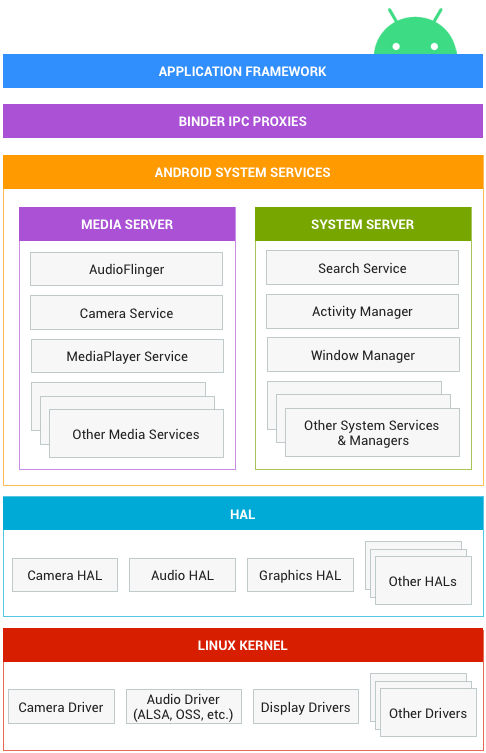 APPLICATION FRAMEWORK
BINDER IPC PROXIES
ANDROID SYSTEM SERVICES
MEDIA SERVER
AudioFlinger
Camera Service
MediaPlayer Service
Other Media Services
SYSTEM SERVER
Search Service
Activity Manager
Window Manager
Other System Services
& Managers
HAL
Camera HAL
Audio HAL
Graphics HAL
Other HALs
LINUX KERNEL
Camera Driver
Audio Driver
(ALSA, OSS, etc.)
Display Drivers
Other Drivers